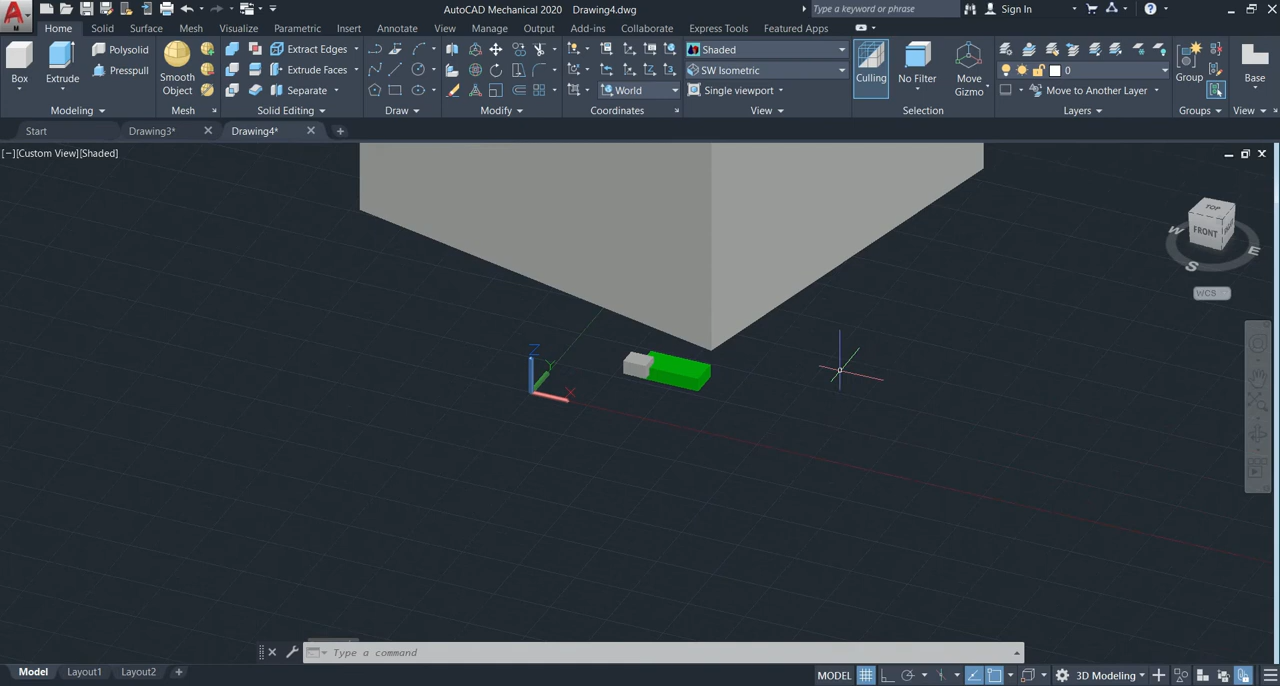 AutoCAD Mechanical 2020 Drawing4.dwg
Type a keyword or phrase
Sign In
Home Solid Surface Mesh Visualize Parametric Insert Annotate View Output Add-ins Collaborate Express Tools Featured Apps
Box
Extrude
Polysolid
Presspull
Modeling
Smooth
Object
Mesh
Extract Edges
Extrude Faces
Separate
Solid Editing
Draw
Modify
World
Coordinates
Shaded
SW Isometric
Single viewport
View
Culling
No Filter
Move
Gizmo
Selection
0
Move to Another Layer
Layers
Group
Groups
Base
View
Start Drawing3* Drawing4*
[−][Custom View][Shaded]
TOP
FRONT
W
S
E
WCS
Z
Y
X
Type a command
Model Layout1 Layout2
MODEL
3D Modeling